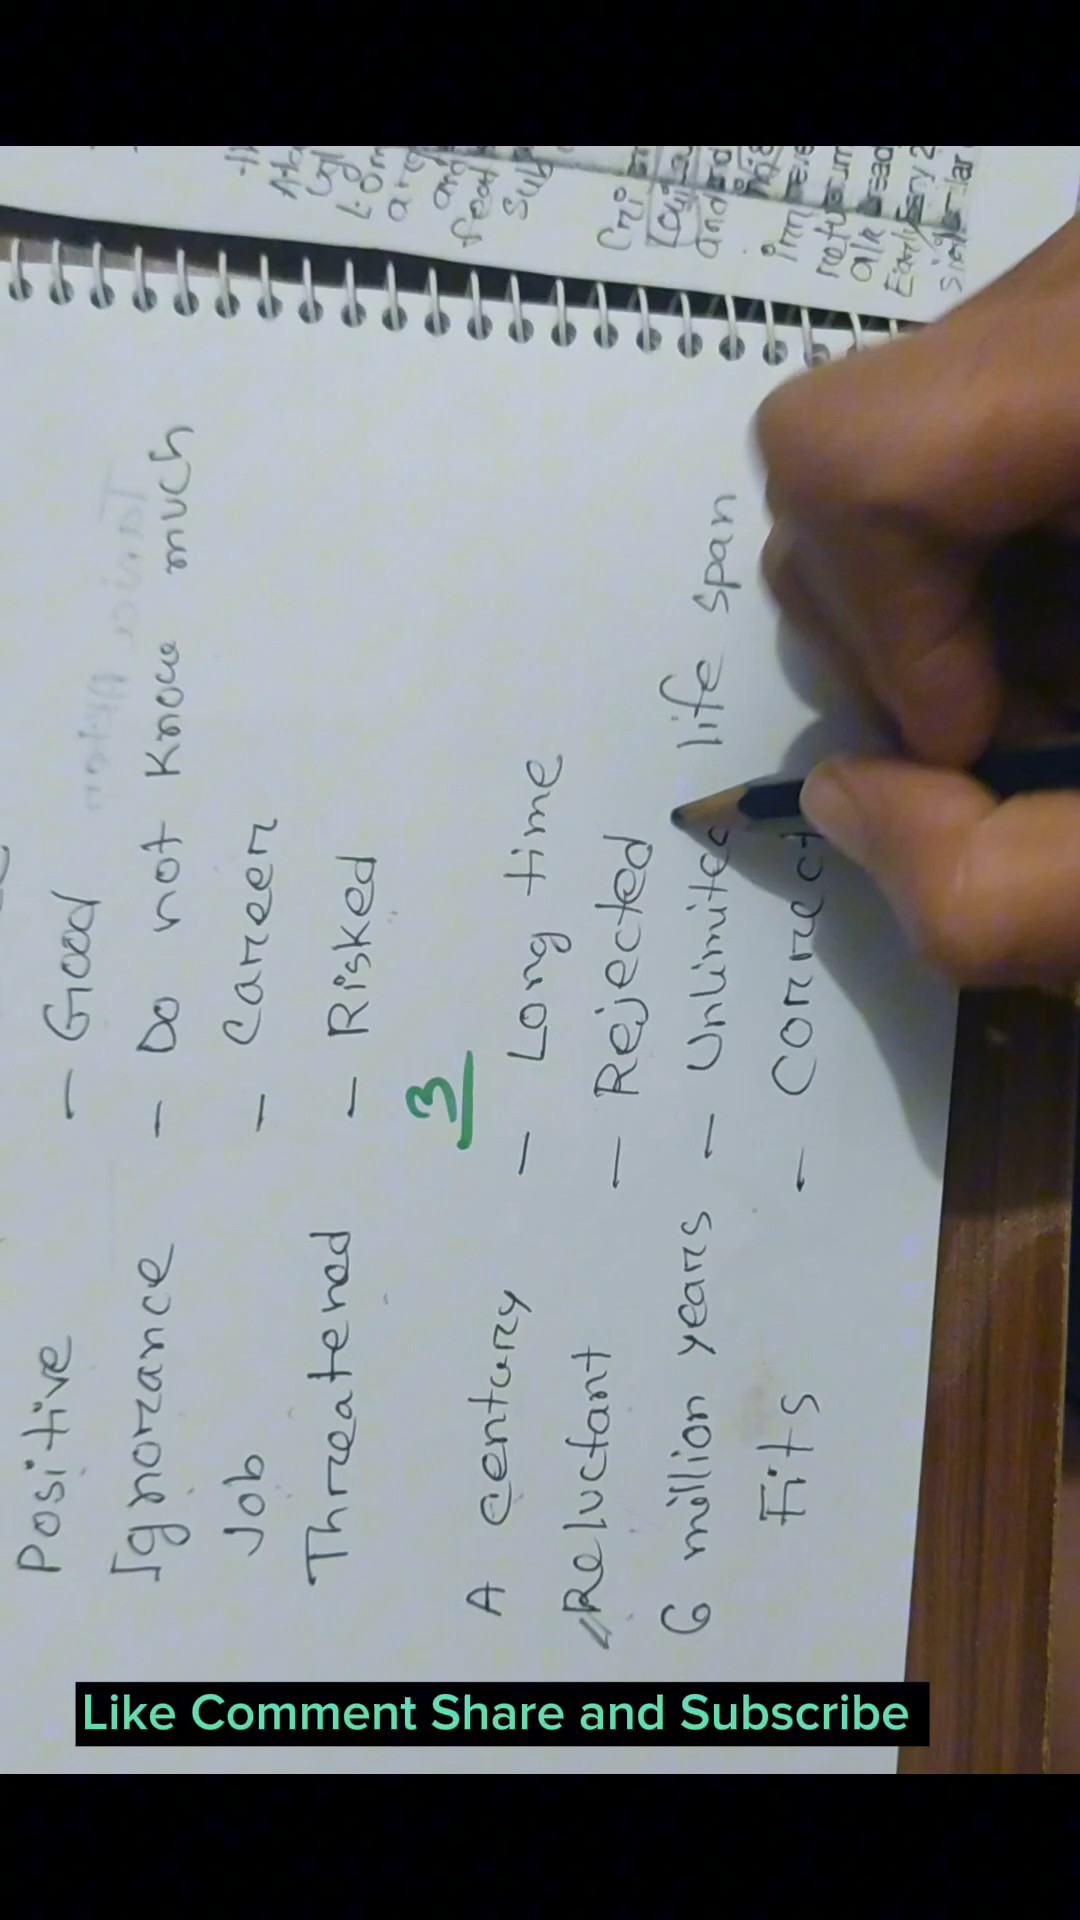 Positive - Good
Ignorance - Do not know much
Job - Career
Threatened - Risked
3
A century - Long time
Reluctant - Rejected
6 million years - Unlimited life span
Fits - Correct
Like Comment Share and Subscribe